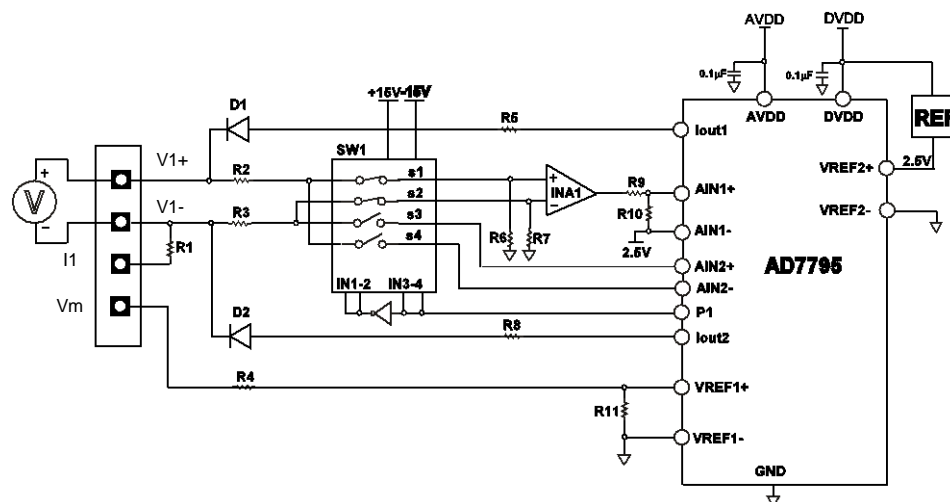 AVDD DVDD
0.1µF 0.1µF
D1 R5 Iout1 AVDD DVDD REF
+15V -15V
SW1
V1+ R2 s1 + INA1 R9 AIN1+ VREF2+ 2.5V
+ V −
V1- R3 s2 − R10 VREF2-
s3 R6 R7 AIN1-
I1 R1 s4 2.5V
AIN2+ AD7795
IN1-2 IN3-4 AIN2-
Vm P1
D2 R8 Iout2
R4 VREF1+
R11
VREF1-
GND